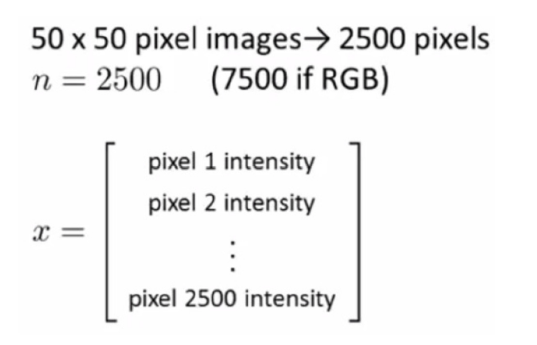 50 x 50 pixel images→ 2500 pixels
n = 2500 (7500 if RGB)
pixel 1 intensity
pixel 2 intensity
x =
⋮
pixel 2500 intensity